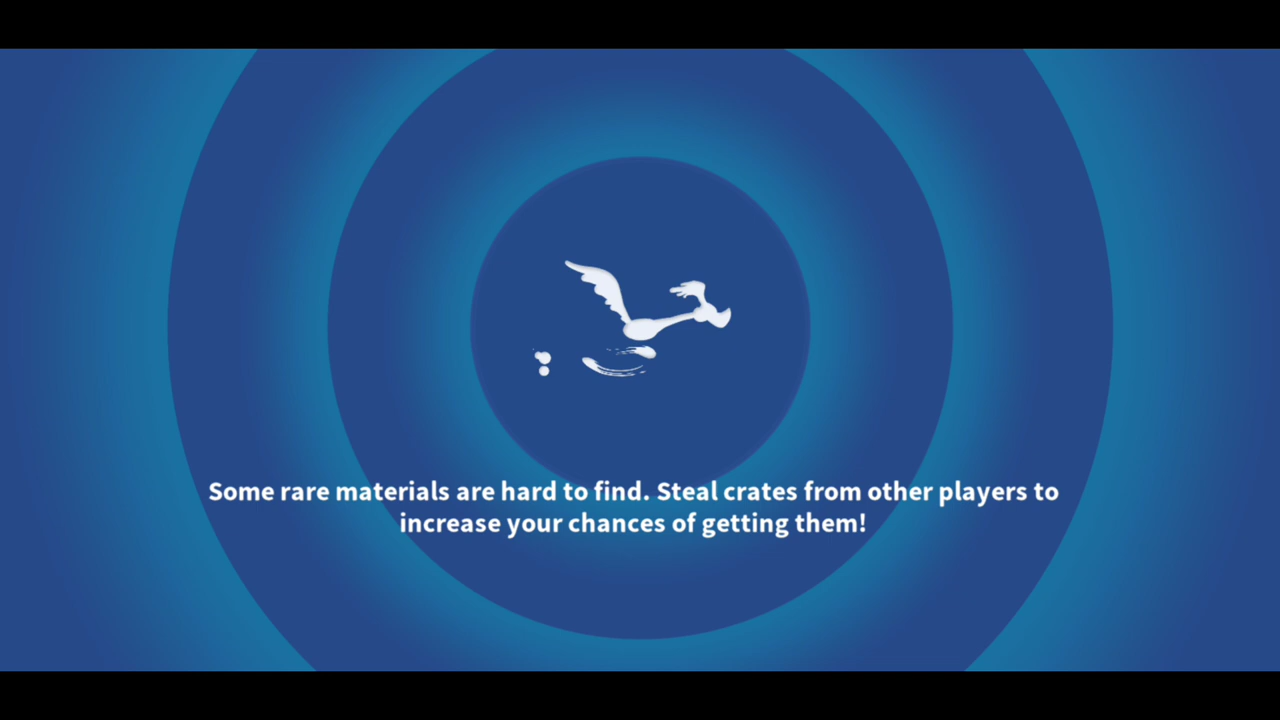 Some rare materials are hard to find. Steal crates from other players to
increase your chances of getting them!